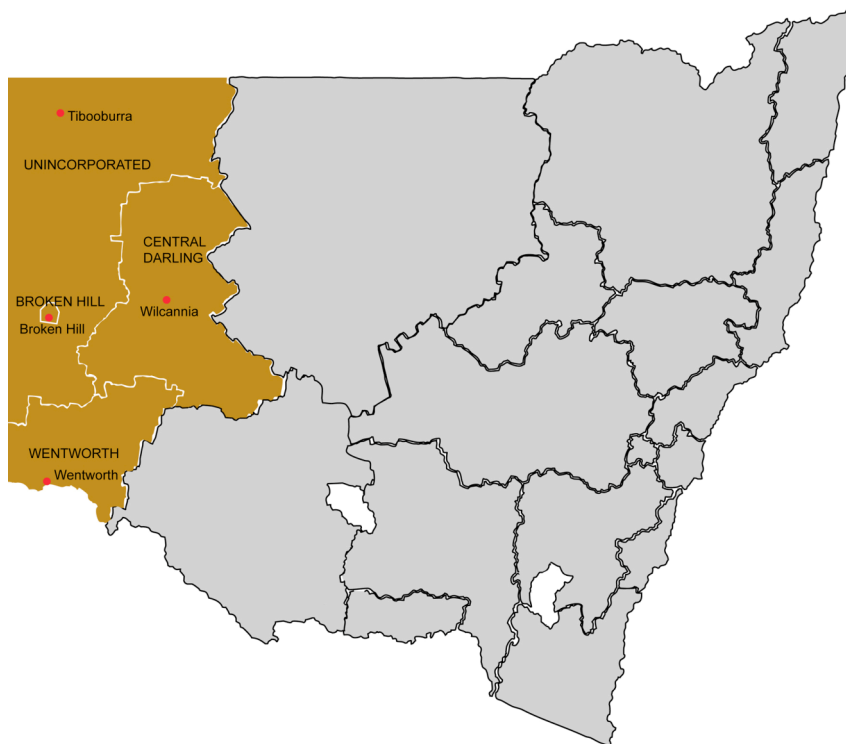 Tibooburra
UNINCORPORATED
CENTRAL
DARLING
BROKEN HILL
Wilcannia
Broken Hill
WENTWORTH
Wentworth